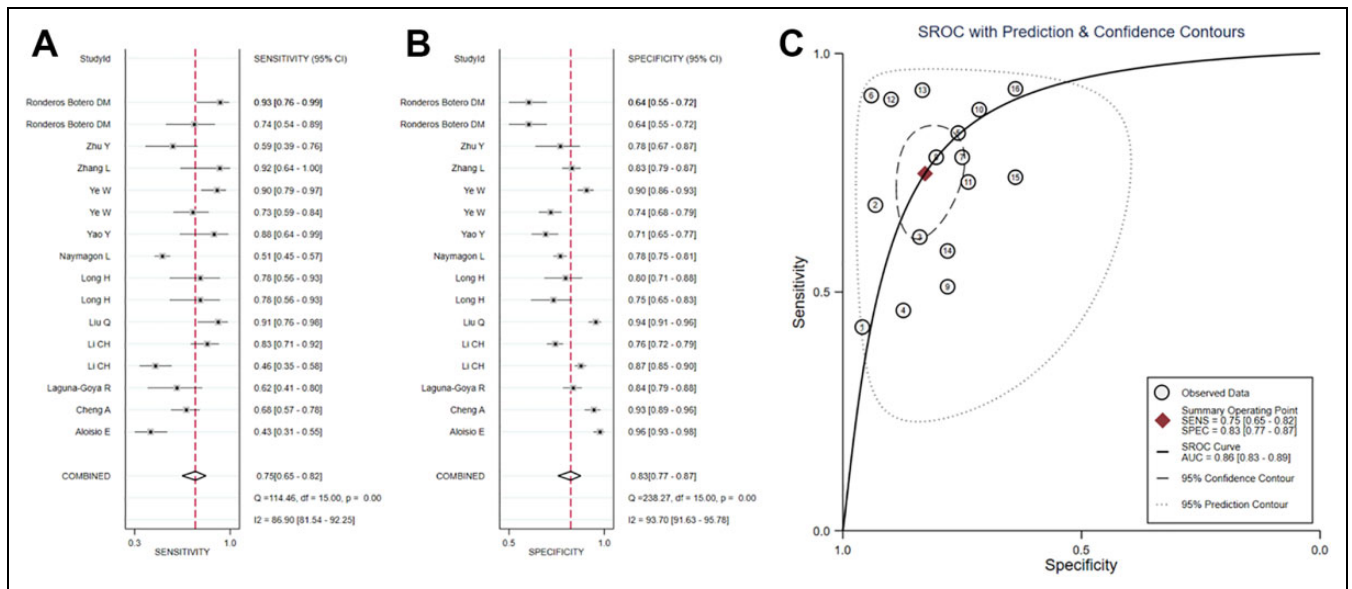 A
StudyId SENSITIVITY (95% CI)
Ronderos Botero DM 0.93 [0.76 - 0.99]
Ronderos Botero DM 0.74 [0.54 - 0.89]
Zhu Y 0.59 [0.39 - 0.76]
Zhang L 0.92 [0.64 - 1.00]
Ye W 0.90 [0.79 - 0.97]
Ye W 0.73 [0.59 - 0.84]
Yao Y 0.88 [0.64 - 0.99]
Naymagon L 0.51 [0.45 - 0.57]
Long H 0.78 [0.56 - 0.93]
Long H 0.78 [0.56 - 0.93]
Liu Q 0.91 [0.76 - 0.98]
Li CH 0.83 [0.71 - 0.92]
Li CH 0.46 [0.35 - 0.58]
Laguna-Goya R 0.62 [0.41 - 0.80]
Cheng A 0.68 [0.57 - 0.78]
Aloisio E 0.43 [0.31 - 0.55]
COMBINED 0.75[0.65 - 0.82]
Q =114.46, df = 15.00, p = 0.00
I2 = 86.90 [81.54 - 92.25]
0.3 1.0
SENSITIVITY
B
StudyId SPECIFICITY (95% CI)
Ronderos Botero DM 0.64 [0.55 - 0.72]
Ronderos Botero DM 0.64 [0.55 - 0.72]
Zhu Y 0.78 [0.67 - 0.87]
Zhang L 0.83 [0.79 - 0.87]
Ye W 0.90 [0.86 - 0.93]
Ye W 0.74 [0.68 - 0.79]
Yao Y 0.71 [0.65 - 0.77]
Naymagon L 0.78 [0.75 - 0.81]
Long H 0.80 [0.71 - 0.88]
Long H 0.75 [0.65 - 0.83]
Liu Q 0.94 [0.91 - 0.96]
Li CH 0.76 [0.72 - 0.79]
Li CH 0.87 [0.85 - 0.90]
Laguna-Goya R 0.84 [0.79 - 0.88]
Cheng A 0.93 [0.89 - 0.96]
Aloisio E 0.96 [0.93 - 0.98]
COMBINED 0.83[0.77 - 0.87]
Q =238.27, df = 15.00, p = 0.00
I2 = 93.70 [91.63 - 95.78]
0.5 1.0
SPECIFICITY
C
SROC with Prediction & Confidence Contours
1.0
6 12 13 16
10
7
11 15
2
3
14
9
4
1
0.5
0.0
Sensitivity
1.0 0.5 0.0
Specificity
Observed Data
Summary Operating Point
SENS = 0.75 [0.65 - 0.82]
SPEC = 0.83 [0.77 - 0.87]
SROC Curve
AUC = 0.86 [0.83 - 0.89]
95% Confidence Contour
95% Prediction Contour